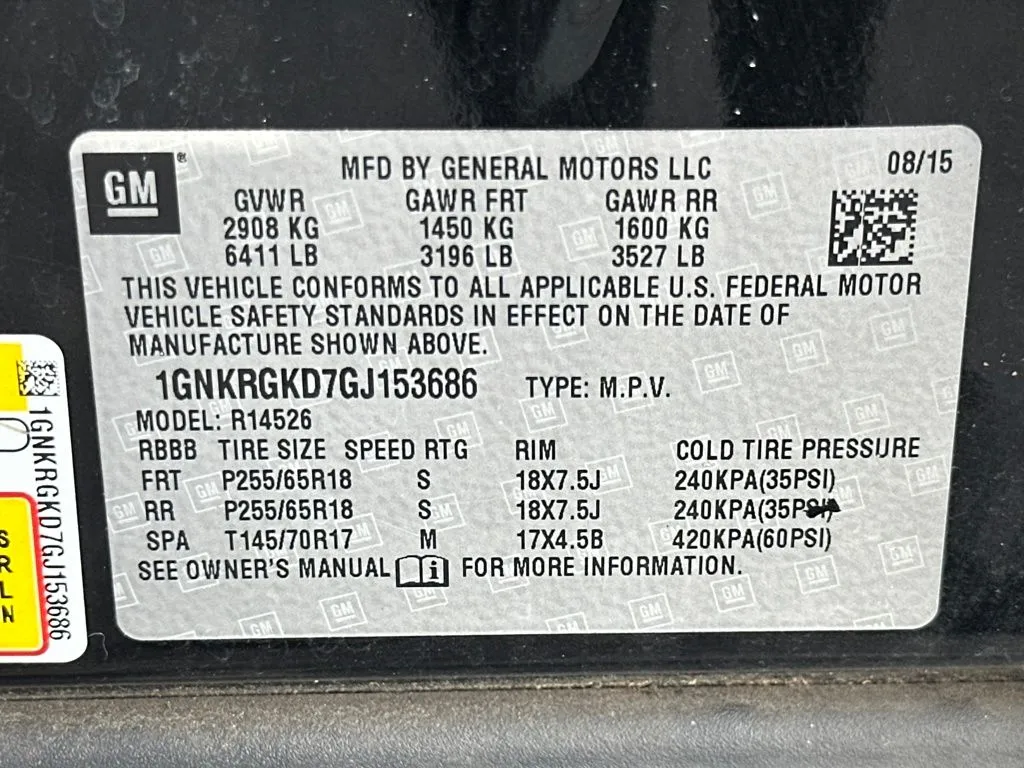 GM ®
MFD BY GENERAL MOTORS LLC 08/15
GVWR GAWR FRT GAWR RR
2908 KG 1450 KG 1600 KG
6411 LB 3196 LB 3527 LB
THIS VEHICLE CONFORMS TO ALL APPLICABLE U.S. FEDERAL MOTOR
VEHICLE SAFETY STANDARDS IN EFFECT ON THE DATE OF
MANUFACTURE SHOWN ABOVE.
1GNKRGKD7GJ153686 TYPE: M.P.V.
MODEL: R14526
RBBB TIRE SIZE SPEED RTG RIM COLD TIRE PRESSURE
FRT P255/65R18 S 18X7.5J 240KPA(35PSI)
RR P255/65R18 S 18X7.5J 240KPA(35PSI)
SPA T145/70R17 M 17X4.5B 420KPA(60PSI)
SEE OWNER'S MANUAL i FOR MORE INFORMATION.
1GNKRGKD7GJ153686
S
R
L
N